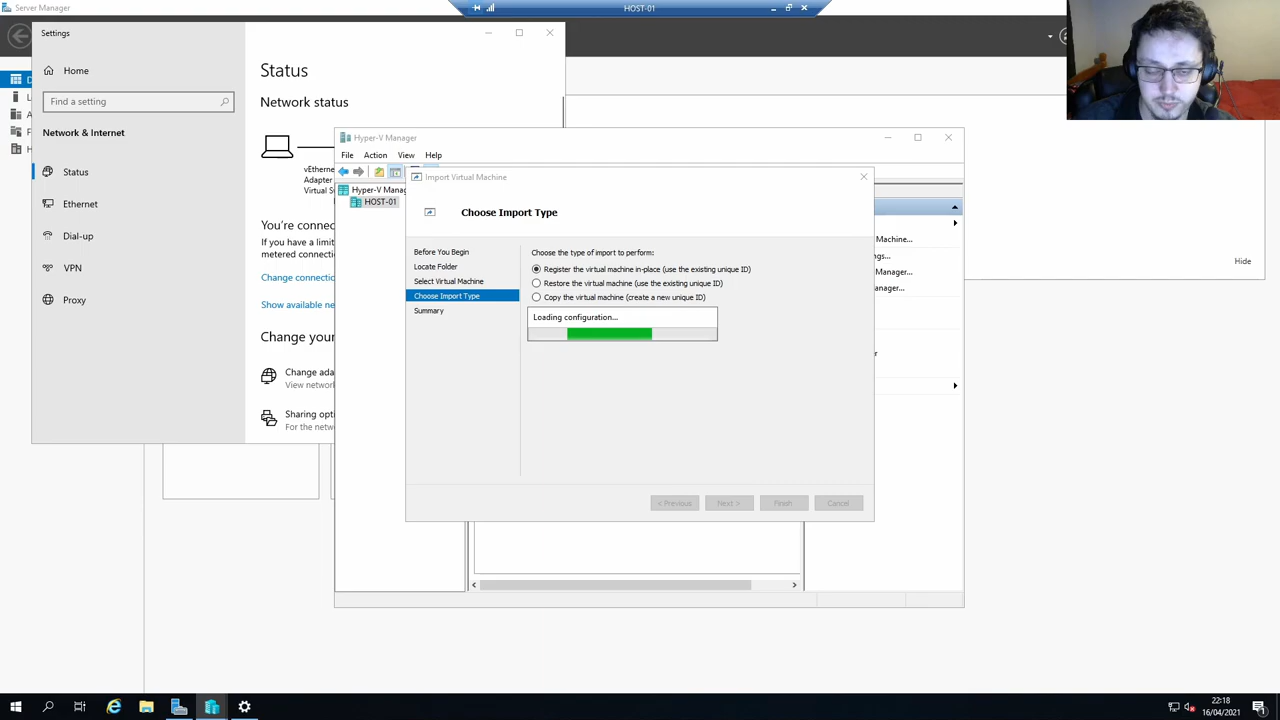 Server Manager
HOST-01
Settings
Home
Find a setting
Network & Internet
Status
Ethernet
Dial-up
VPN
Proxy
Status
Network status
vEthernet
Adapter
Virtual S
You're connec
If you have a limit
metered connecti
Change connectio
Show available ne
Change your
Change ada
View network
Sharing opti
For the netw
Hyper-V Manager
File Action View Help
Hyper-V Manag
HOST-01
Import Virtual Machine
Choose Import Type
Before You Begin
Locate Folder
Select Virtual Machine
Choose Import Type
Summary
Choose the type of import to perform:
Register the virtual machine in-place (use the existing unique ID)
Restore the virtual machine (use the existing unique ID)
Copy the virtual machine (create a new unique ID)
Loading configuration...
< Previous
Next >
Finish
Cancel
Machine...
gs...
Manager...
anager...
r
Hide
22:18
16/04/2021
1